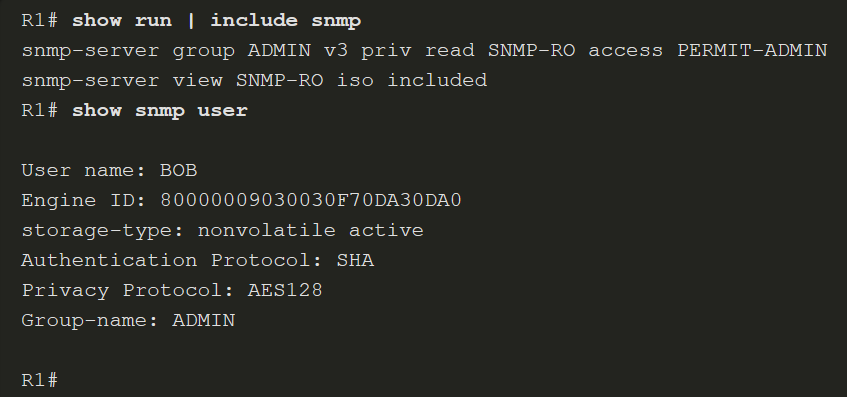 R1# show run | include snmp
snmp-server group ADMIN v3 priv read SNMP-RO access PERMIT-ADMIN
snmp-server view SNMP-RO iso included
R1# show snmp user
User name: BOB
Engine ID: 80000009030030F70DA30DA0
storage-type: nonvolatile active
Authentication Protocol: SHA
Privacy Protocol: AES128
Group-name: ADMIN
R1#